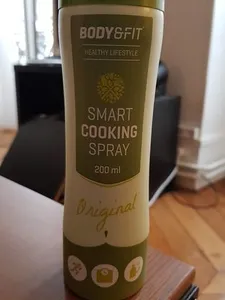 BODY&FIT
HEALTHY LIFESTYLE
SMART
COOKING
SPRAY
200 ml
Original